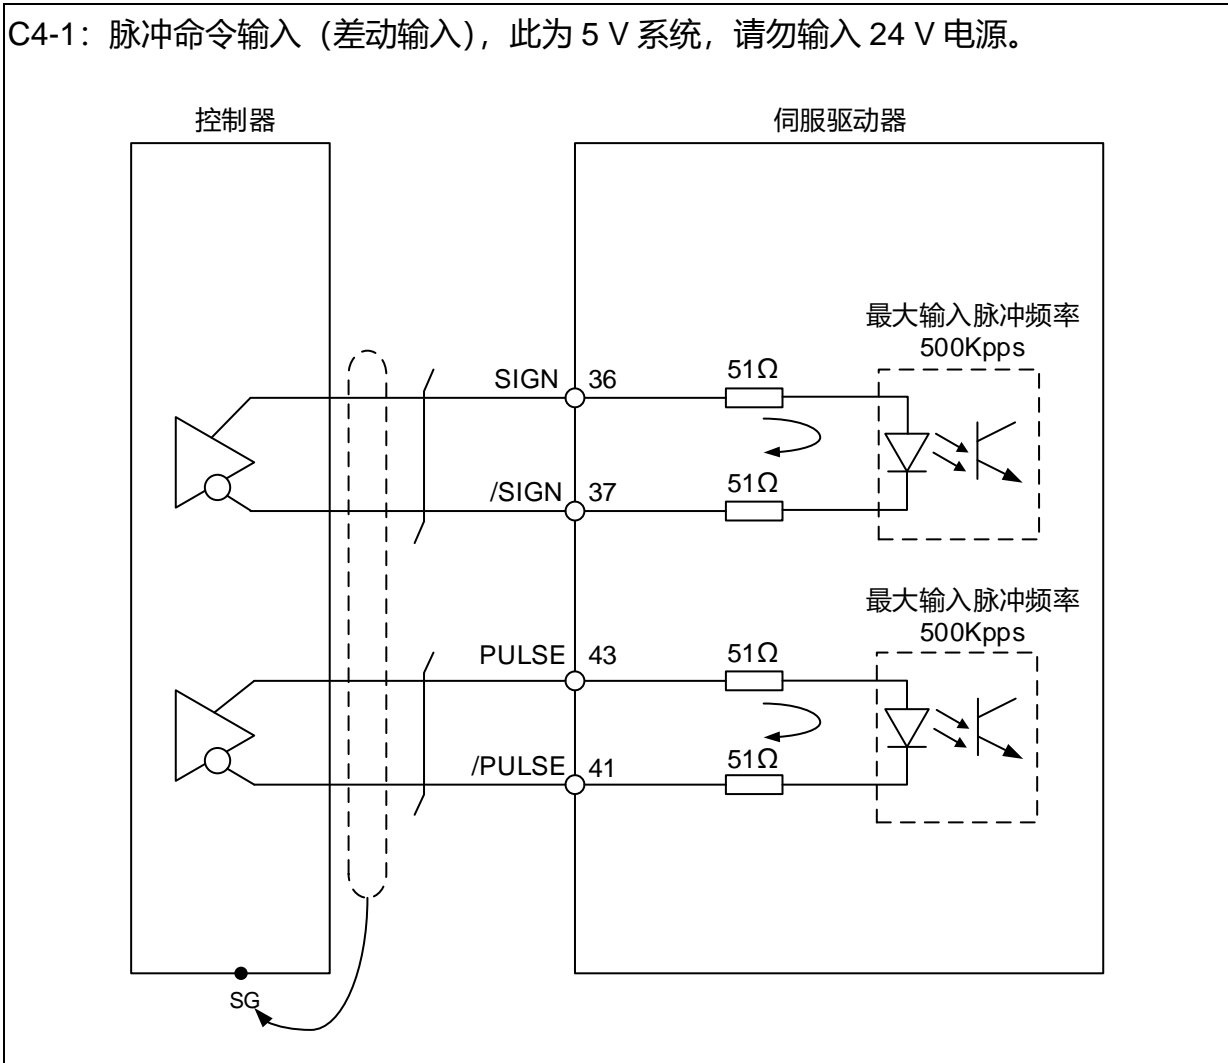 C4-1：脉冲命令输入（差动输入），此为 5 V 系统，请勿输入 24 V 电源。
控制器
伺服驱动器
最大输入脉冲频率
500Kpps
SIGN
36
51Ω
/SIGN
37
51Ω
最大输入脉冲频率
500Kpps
PULSE
43
51Ω
/PULSE
41
51Ω
SG